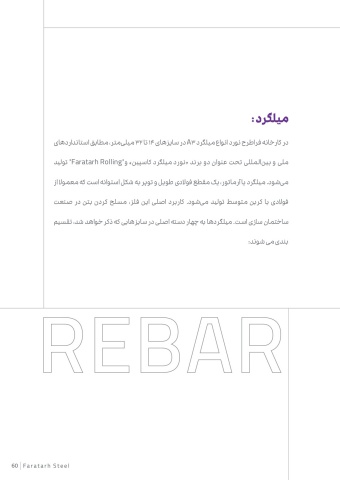 میلگرد:
در کارخانه فراطرح نورد انواع میلگرد A3 در سایزهای ۱۴ تا ۳۲ میلی‌متر، مطابق استانداردهای
ملی و بین‌المللی تحت عنوان دو برند «نورد میلگرد کاسپین» و"Faratarh Rolling" تولید
می‌شود. میلگرد یا آرماتور، یک مقطع فولادی طویل و توپر به شکل استوانه است که معمولا از
فولادی با کربن متوسط تولید می‌شود. کاربرد اصلی این فلز، مسلح کردن بتن در صنعت
ساختمان سازی است. میلگردها به چهار دسته اصلی در سایزهایی که ذکر خواهد شد، تقسیم
بندی می شوند:
REBAR
60 | Faratarh Steel